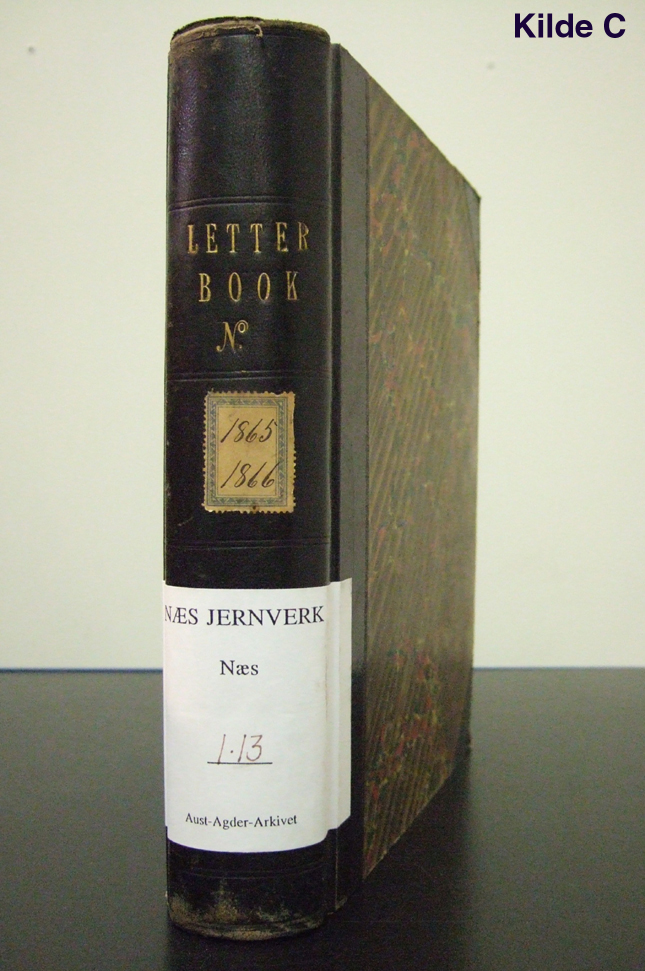 Kilde C
LETTER
BOOK
No.
1865
1866
NÆS JERNVERK
Næs
1.13
Aust-Agder-Arkivet